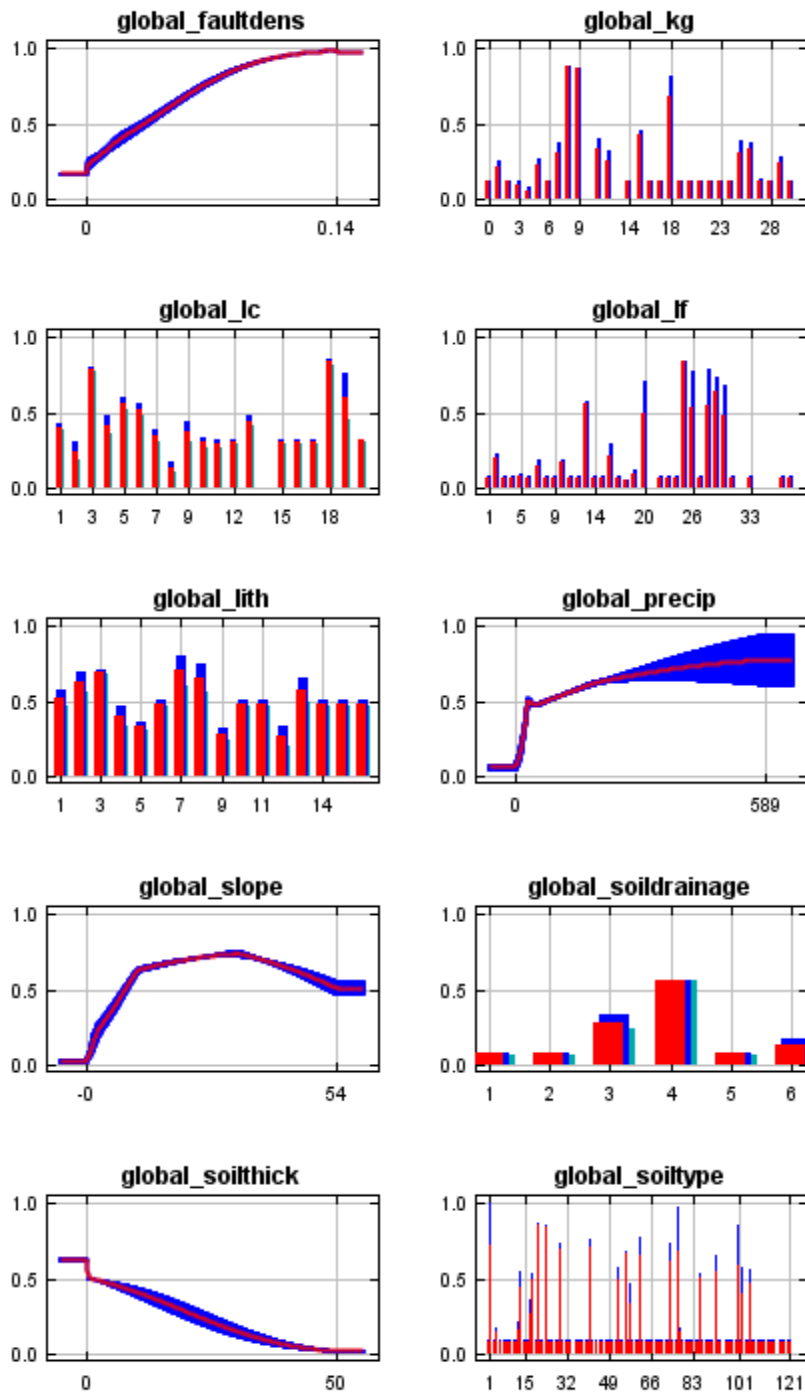 global_faultdens
1.0
0.5
0.0
0 0.14
global_kg
1.0
0.5
0.0
0 3 6 9 14 18 23 28
global_lc
1.0
0.5
0.0
1 3 5 7 9 12 15 18
global_lf
1.0
0.5
0.0
1 5 9 14 20 26 33
global_lith
1.0
0.5
0.0
1 3 5 7 9 11 14
global_precip
1.0
0.5
0.0
0 589
global_slope
1.0
0.5
0.0
-0 54
global_soildrainage
1.0
0.5
0.0
1 2 3 4 5 6
global_soilthick
1.0
0.5
0.0
0 50
global_soiltype
1.0
0.5
0.0
1 15 32 49 66 83 101 121